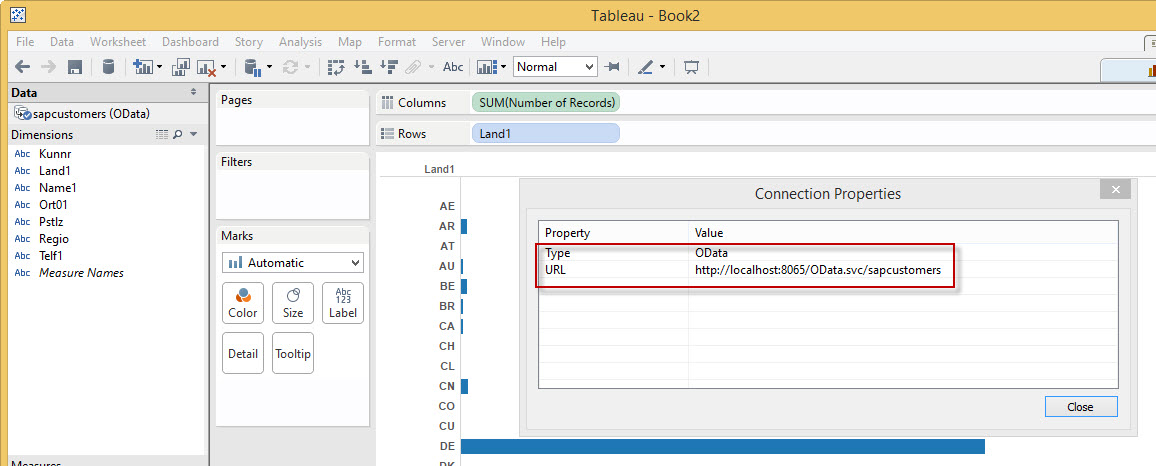 Tableau - Book2
File Data Worksheet Dashboard Story Analysis Map Format Server Window Help
Abc Normal
Data
sapcustomers (OData)
Dimensions
Abc Kunnr
Abc Land1
Abc Name1
Abc Ort01
Abc Pstlz
Abc Regio
Abc Telf1
Abc Measure Names
Measures
Pages
Filters
Marks
Automatic
Color
Size
Abc
123
Label
Detail
Tooltip
Columns SUM(Number of Records)
Rows Land1
Land1
AE
AR
AT
AU
BE
BR
CA
CH
CL
CN
CO
CU
DE
DK
Connection Properties
Property Value
Type OData
URL http://localhost:8065/OData.svc/sapcustomers
Close